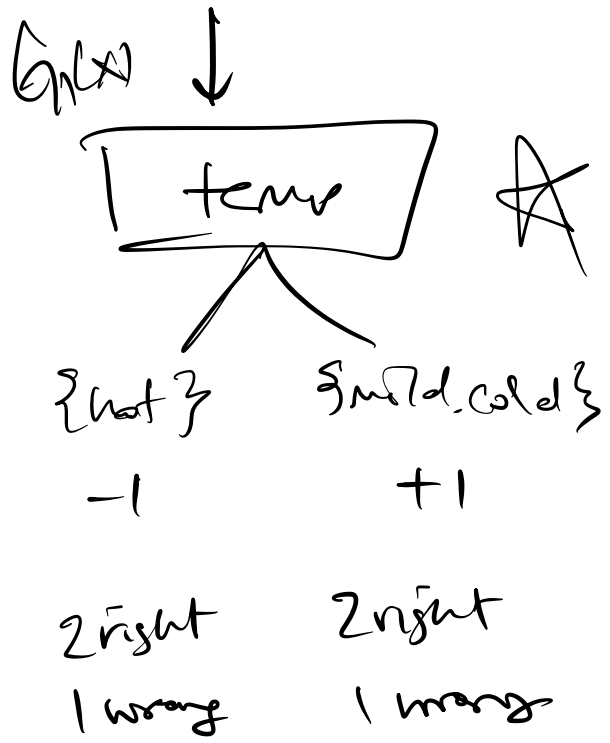 G₁(x)
temp
{hot} {mild, cold}
-1 +1
2 right 2 right
1 wrong 1 wrong